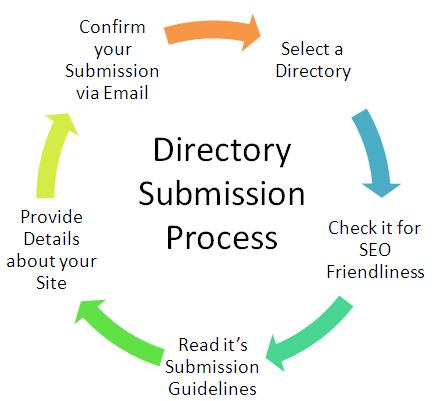 Directory
Submission
Process
Select a
Directory
Check it for
SEO
Friendliness
Read it's
Submission
Guidelines
Provide
Details
about your
Site
Confirm
your
Submission
via Email